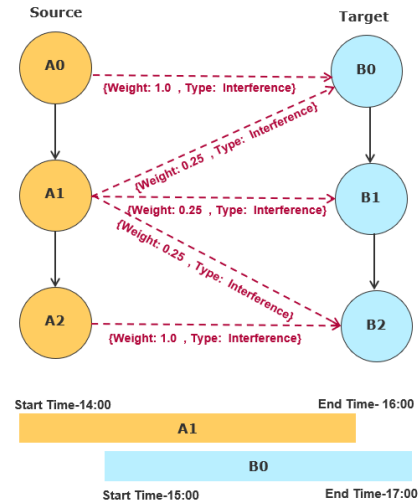 Source
Target
A0
B0
{Weight: 1.0 , Type: Interference}
{Weight: 0.25 , Type: Interference}
A1
B1
{Weight: 0.25 , Type: Interference}
{Weight: 0.25 , Type: Interference}
A2
B2
{Weight: 1.0 , Type: Interference}
Start Time-14:00
End Time- 16:00
A1
B0
Start Time-15:00
End Time-17:00